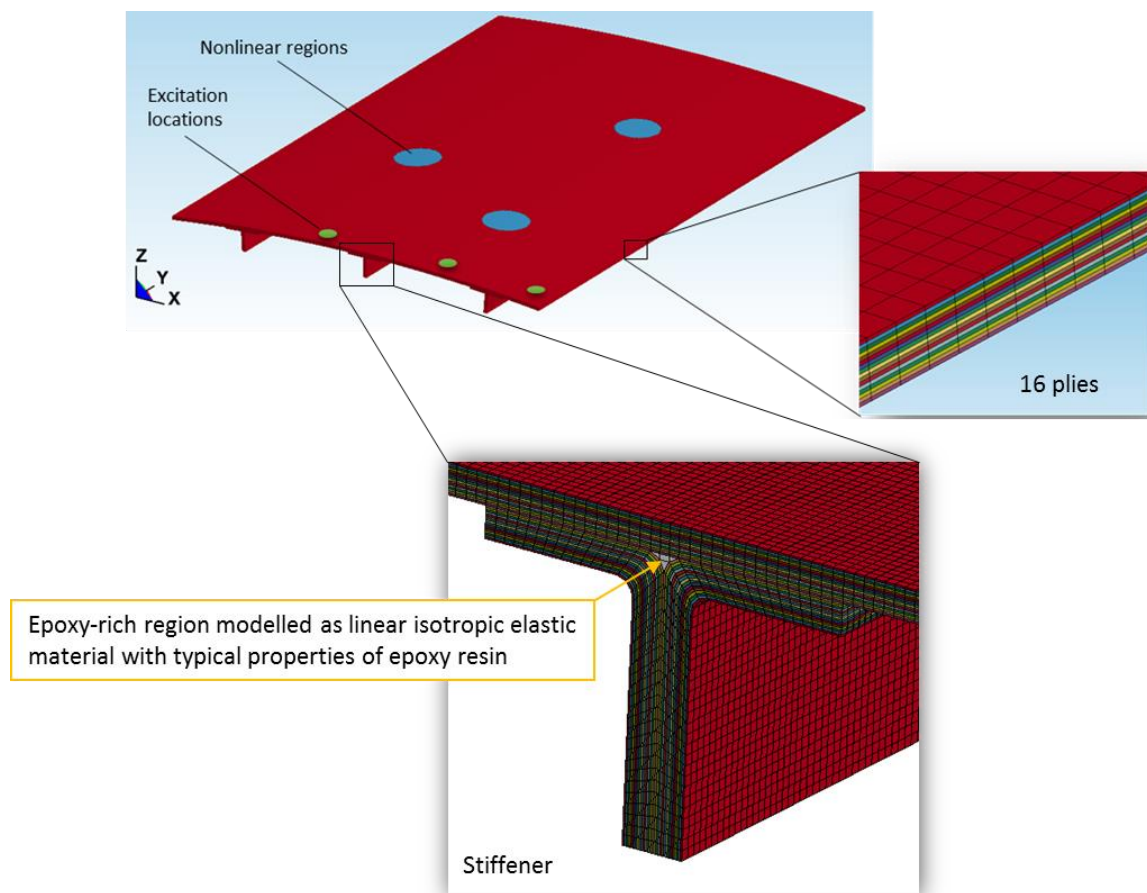 Nonlinear regions
Excitation
locations
Z
Y
X
16 plies
Epoxy-rich region modelled as linear isotropic elastic
material with typical properties of epoxy resin
Stiffener